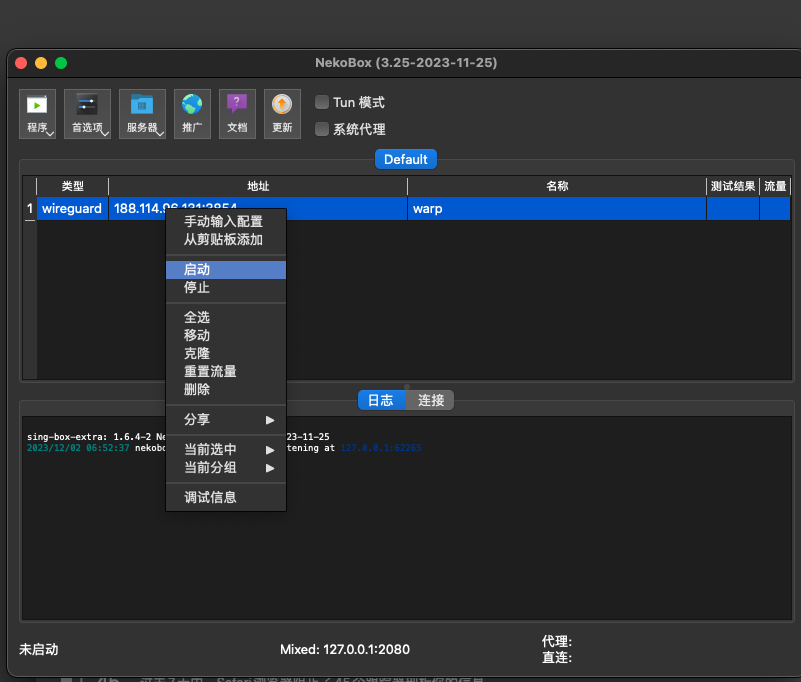 NekoBox (3.25-2023-11-25)
程序 首选项 服务器 推广 文档 更新
Tun 模式
系统代理
Default
类型 地址 名称 测试结果 流量
1 wireguard 188.114.96.131:3854 warp
手动输入配置
从剪贴板添加
启动
停止
全选
移动
克隆
重置流量
删除
分享
当前选中
当前分组
调试信息
日志 连接
sing-box-extra: 1.6.4-2 Ne 23-11-25
2023/12/02 06:52:37 nekobo tening at 127.0.0.1:62265
未启动 Mixed: 127.0.0.1:2080 代理:
直连: